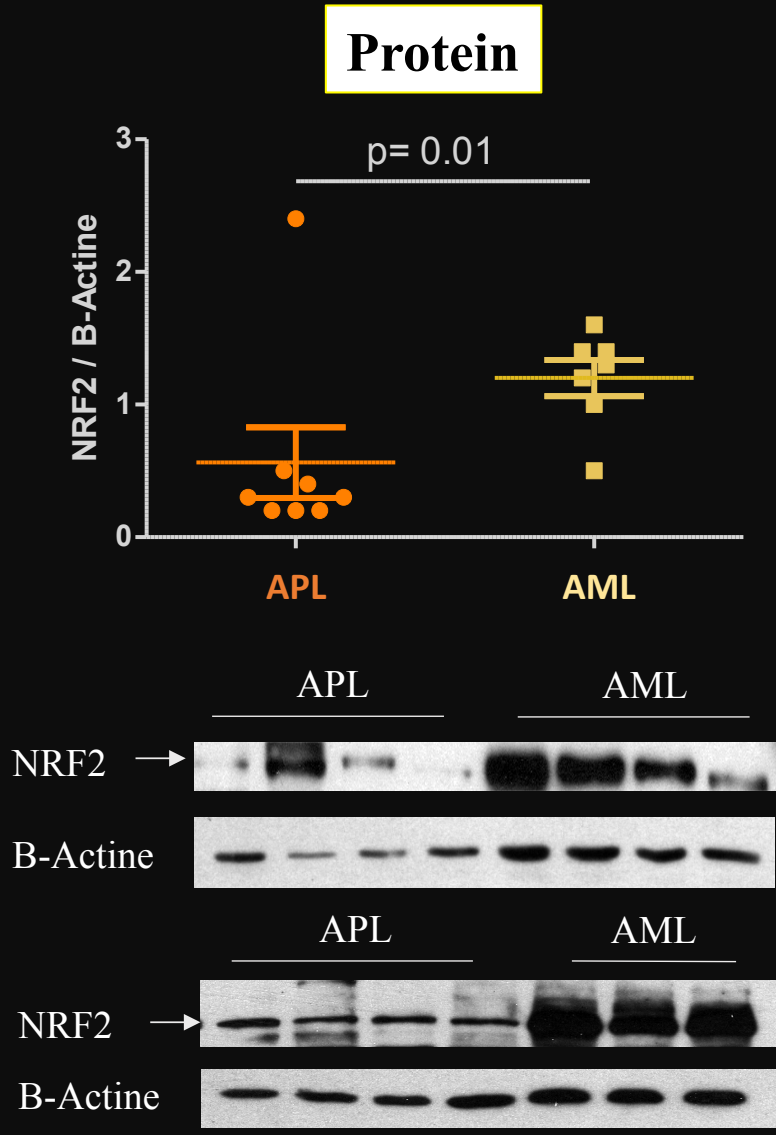 Protein
p= 0.01
NRF2 / B-Actine
3
2
1
0
APL AML
APL AML
NRF2
B-Actine
APL AML
NRF2
B-Actine